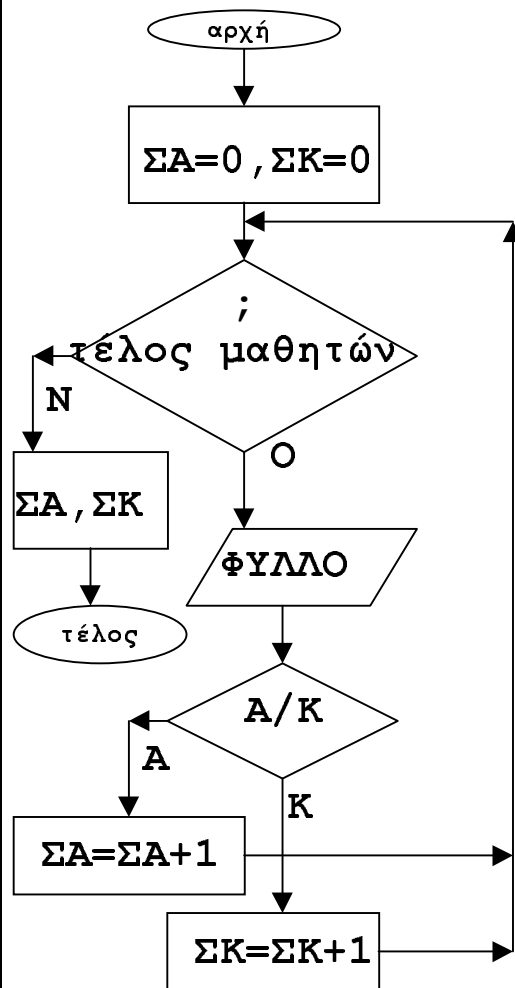 αρχή
ΣΑ=0,ΣΚ=0
;
τέλος μαθητών
Ν
Ο
ΣΑ,ΣΚ
ΦΥΛΛΟ
τέλος
Α/Κ
Α
Κ
ΣΑ=ΣΑ+1
ΣΚ=ΣΚ+1